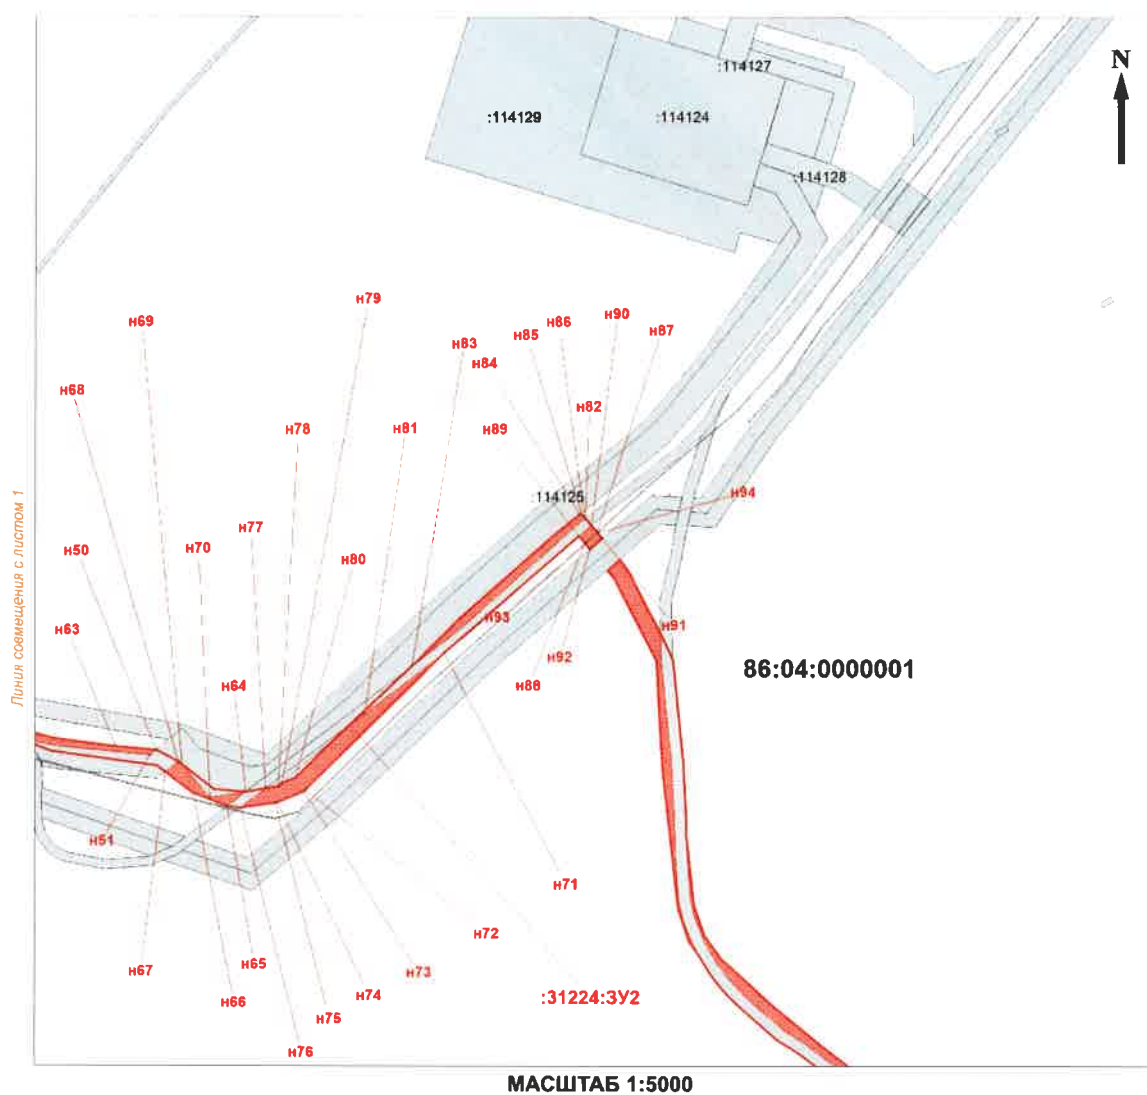 :114127
N
:114129
:114124
:114128
н79
н69
н86
н90
н85
н87
н83
н84
н68
н82
н78
н81
н89
:114125
н94
Линия совмещения с листом 1
н77
н50
н70
н80
н93
н91
н63
н92
86:04:0000001
н64
н88
н51
н71
н72
н65
н67
н73
н66
н74
:31224:ЗУ2
н75
н76
МАСШТАБ 1:5000